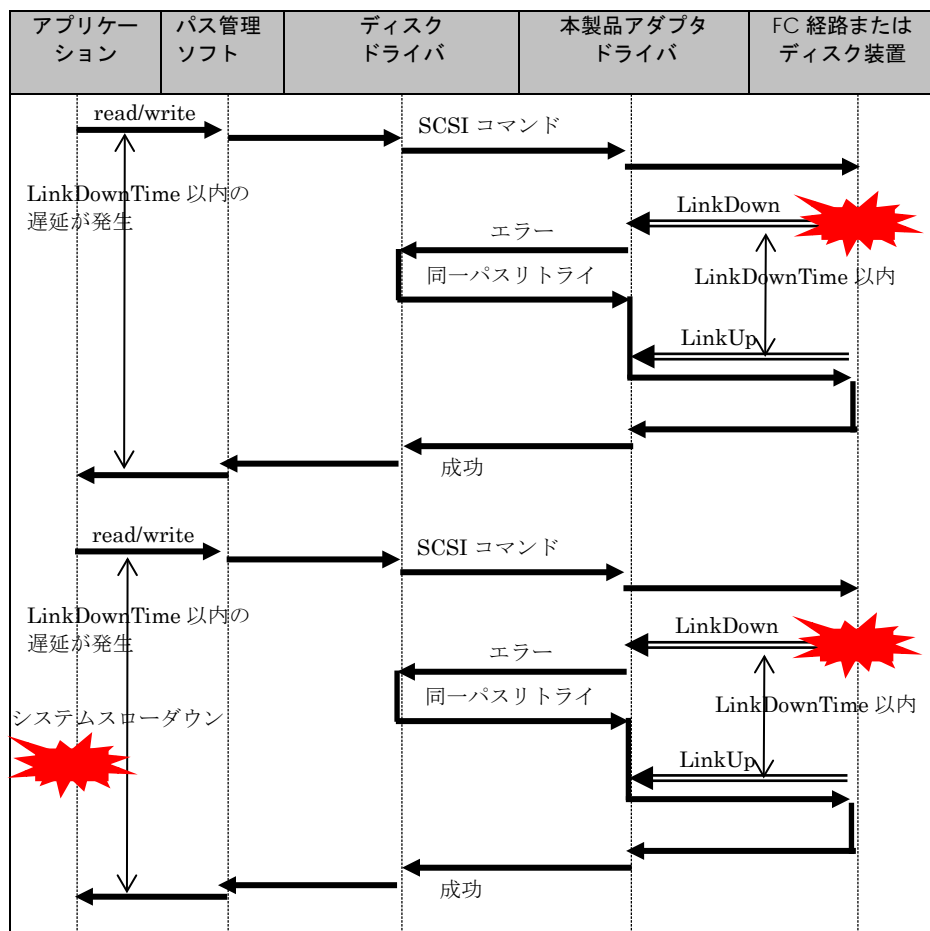 アプリケー
ション
パス管理
ソフト
ディスク
ドライバ
本製品アダプタ
ドライバ
FC 経路または
ディスク装置
read/write
SCSI コマンド
LinkDownTime 以内の
遅延が発生
LinkDown
エラー
同一パスリトライ
LinkDownTime 以内
LinkUp
成功
read/write
SCSI コマンド
LinkDownTime 以内の
遅延が発生
LinkDown
エラー
同一パスリトライ
LinkDownTime 以内
システムスローダウン
LinkUp
成功